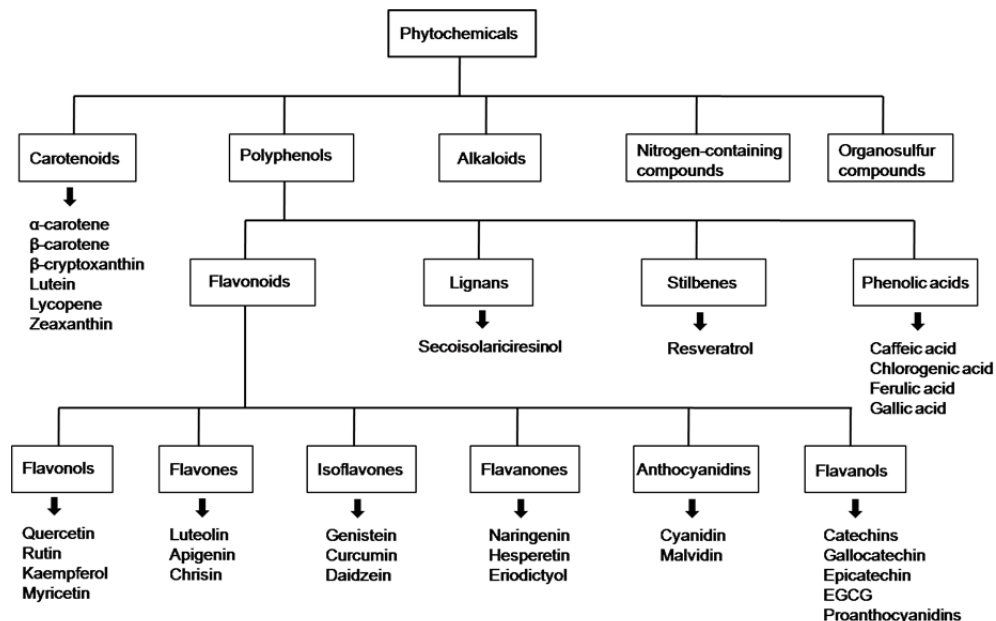 Phytochemicals
Carotenoids
Polyphenols
Alkaloids
Nitrogen-containing
compounds
Organosulfur
compounds
α-carotene
β-carotene
β-cryptoxanthin
Lutein
Lycopene
Zeaxanthin
Flavonoids
Lignans
Stilbenes
Phenolic acids
Secoisolariciresinol
Resveratrol
Caffeic acid
Chlorogenic acid
Ferulic acid
Gallic acid
Flavonols
Flavones
Isoflavones
Flavanones
Anthocyanidins
Flavanols
Quercetin
Rutin
Kaempferol
Myricetin
Luteolin
Apigenin
Chrisin
Genistein
Curcumin
Daidzein
Naringenin
Hesperetin
Eriodictyol
Cyanidin
Malvidin
Catechins
Gallocatechin
Epicatechin
EGCG
Proanthocyanidins